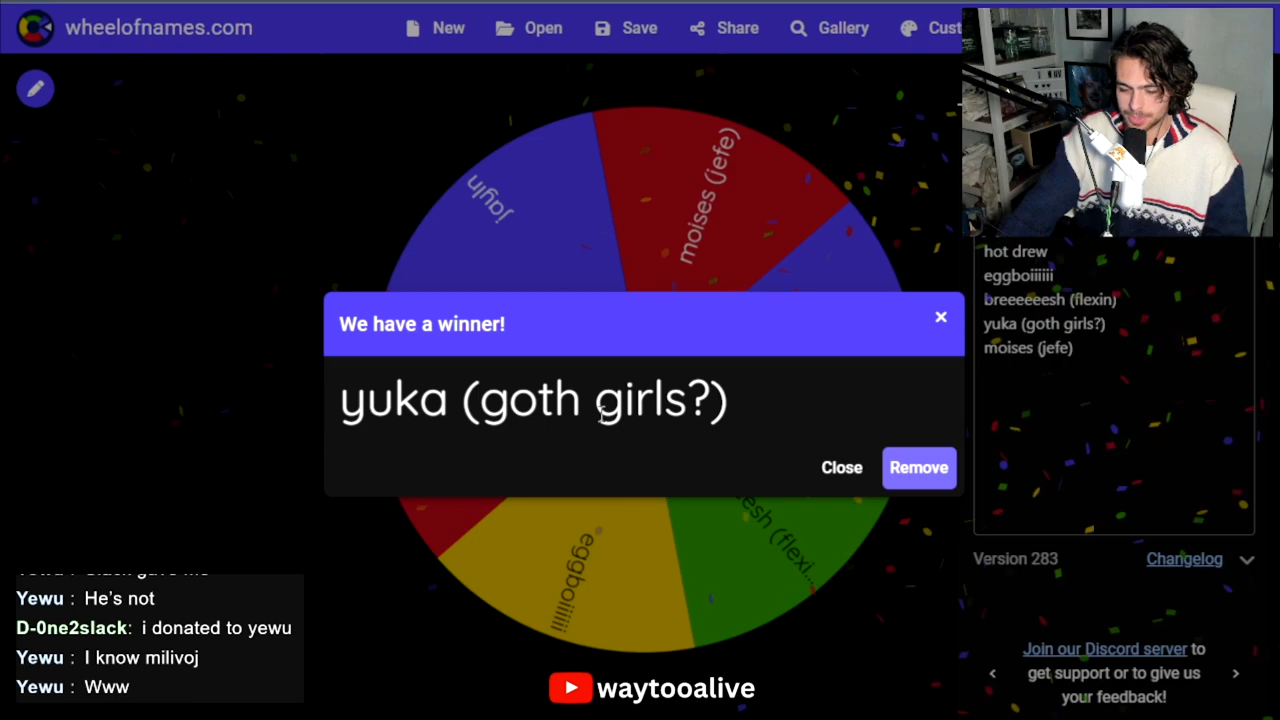 wheelofnames.com
New
Open
Save
Share
Gallery
Cust
jayln
moises (jefe)
We have a winner!
yuka (goth girls?)
Close
Remove
eggboiiiiii
esh (flexi...
hot drew
eggboiiiiii
breeeeeesh (flexin)
yuka (goth girls?)
moises (jefe)
Version 283
Changelog
Join our Discord server to
get support or to give us
your feedback!
Yewu : He's not
D-0ne2slack: i donated to yewu
Yewu : I know milivoj
Yewu : Www
waytooalive